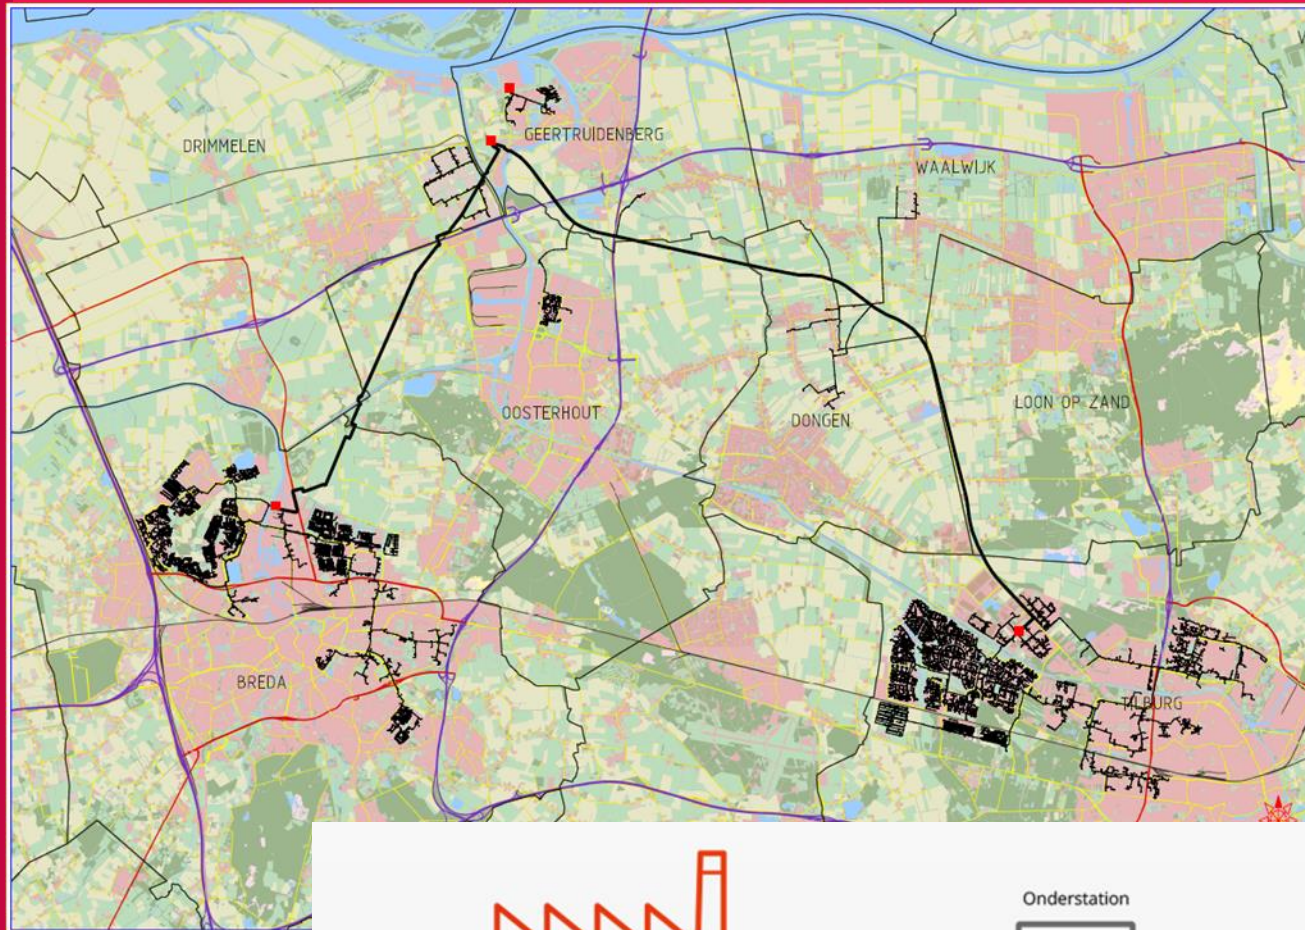 DRIMMELEN
GEERTRUIDENBERG
WAALWIJK
OOSTERHOUT
DONGEN
LOON OP ZAND
BREDA
TILBURG
Onderstation